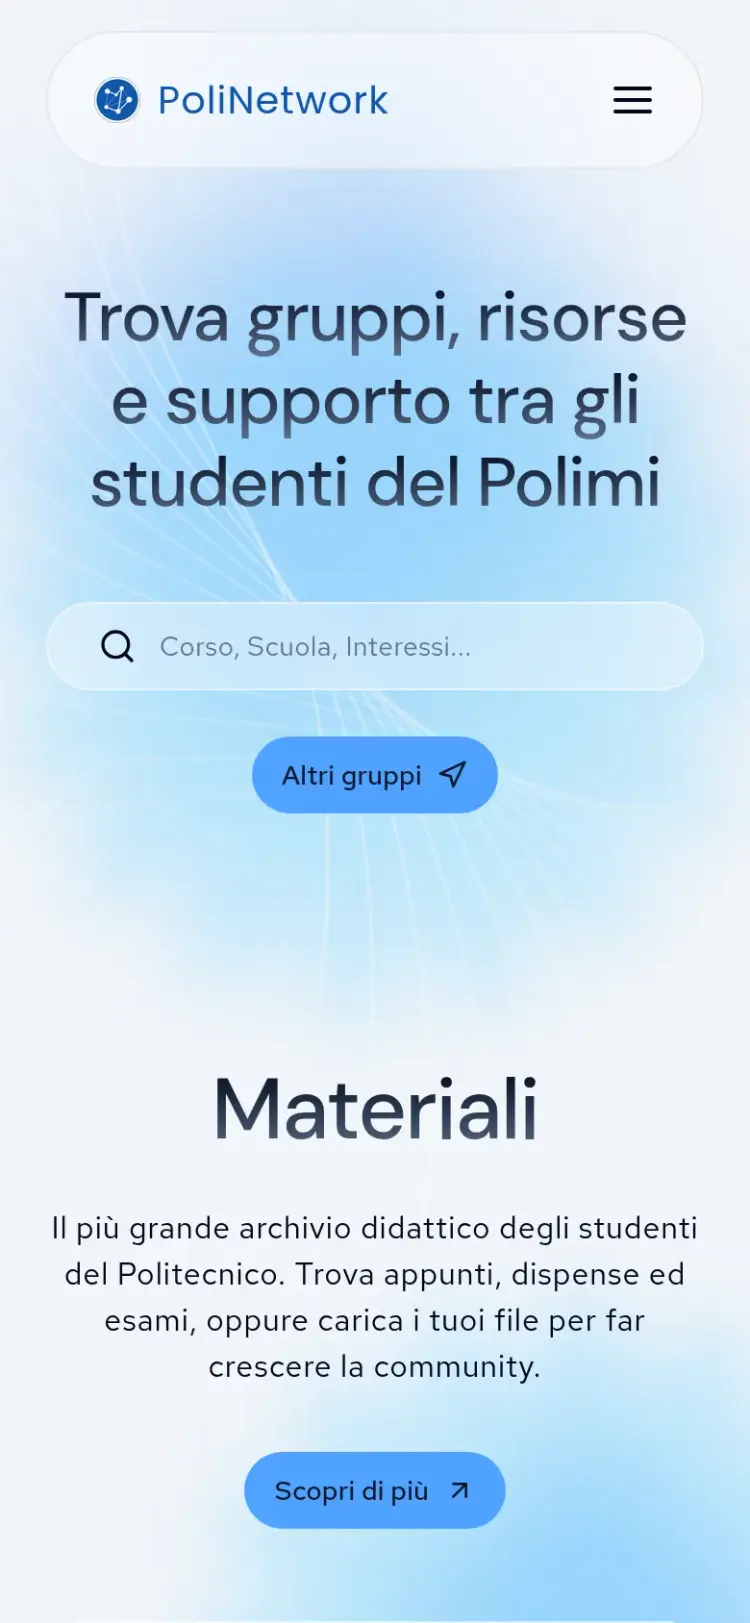 PoliNetwork
Trova gruppi, risorse
e supporto tra gli
studenti del Polimi
Corso, Scuola, Interessi...
Altri gruppi
Materiali
Il più grande archivio didattico degli studenti
del Politecnico. Trova appunti, dispense ed
esami, oppure carica i tuoi file per far
crescere la community.
Scopri di più